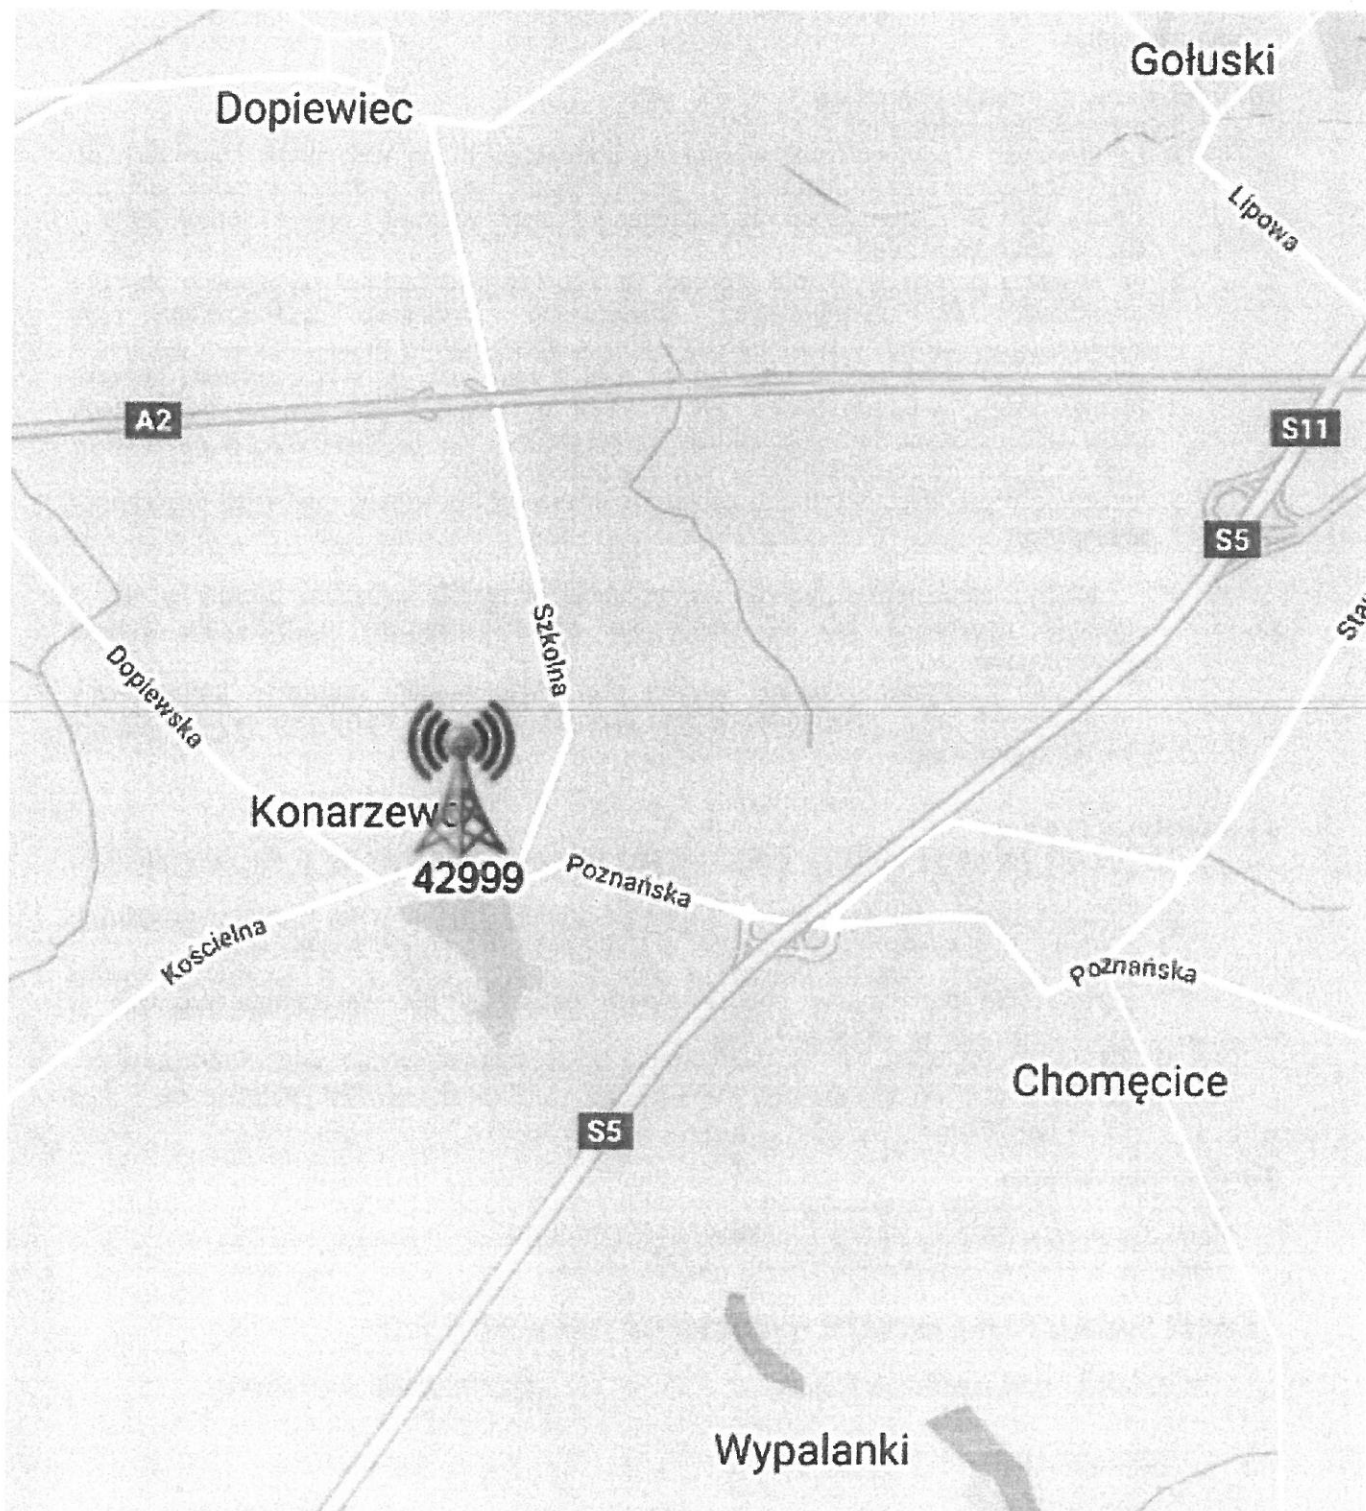 Gołuski
Dopiewiec
Lipowa
A2
S11
S5
Szkolna
Dopiewska
Konarzewo
42999
Poznańska
Kościelna
Poznańska
Chomęcice
S5
Wypalanki